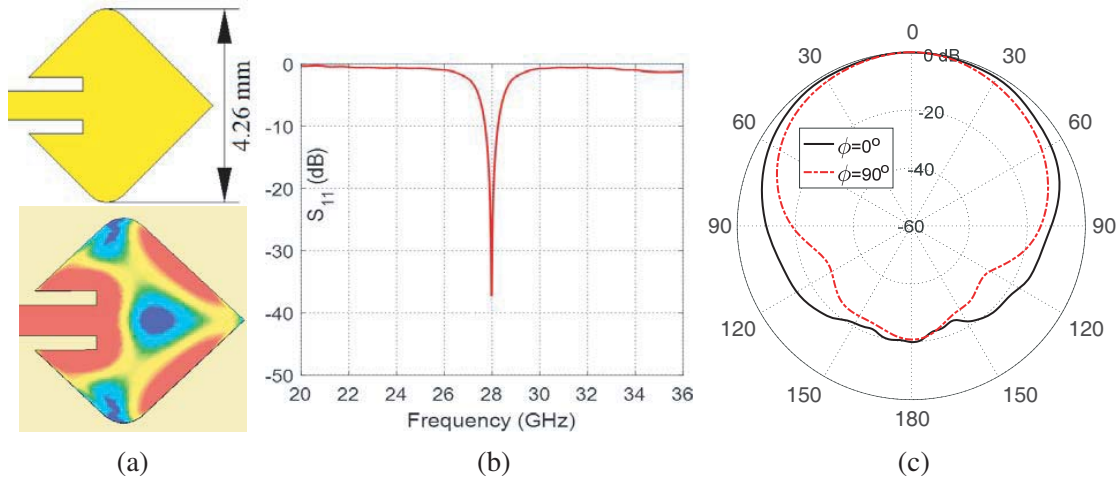 4.26 mm
(a)
S11 (dB)
0
-10
-20
-30
-40
-50
20 22 24 26 28 30 32 34 36
Frequency (GHz)
(b)
0
30 0 dB 30
60 -20 60
ϕ=0o
ϕ=90o
-40
90 -60 90
120 120
150 150
180
(c)